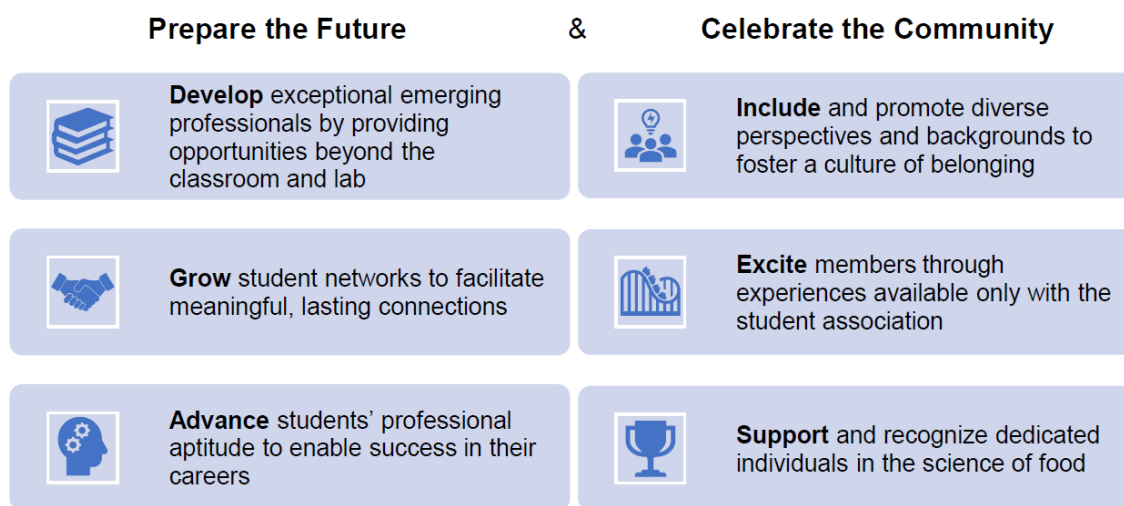 Prepare the Future & Celebrate the Community
Develop exceptional emerging
professionals by providing
opportunities beyond the
classroom and lab
Include and promote diverse
perspectives and backgrounds to
foster a culture of belonging
Grow student networks to facilitate
meaningful, lasting connections
Excite members through
experiences available only with the
student association
Advance students’ professional
aptitude to enable success in their
careers
Support and recognize dedicated
individuals in the science of food